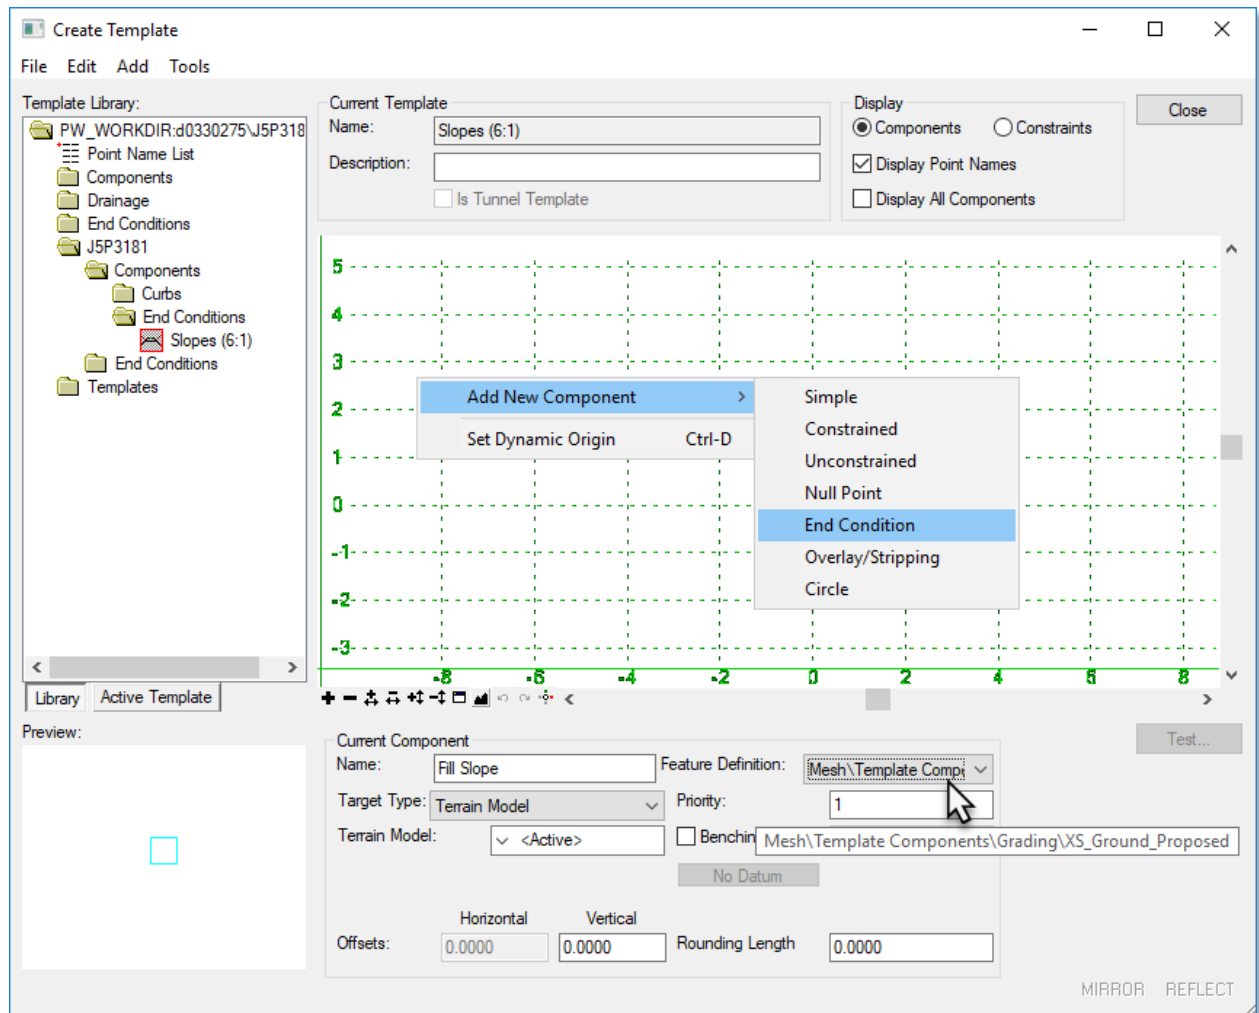 Create Template
File Edit Add Tools
Template Library:
PW_WORKDIR:d0330275\J5P318
Point Name List
Components
Drainage
End Conditions
J5P3181
Components
Curbs
End Conditions
Slopes (6:1)
End Conditions
Templates
Library Active Template
Preview:
Current Template
Name: Slopes (6:1)
Description:
Is Tunnel Template
Display
Components Constraints
Display Point Names
Display All Components
Close
5
4
3
2
1
0
-1
-2
-3
-8 -6 -4 -2 0 2 4 6 8
Add New Component >
Set Dynamic Origin Ctrl-D
Simple
Constrained
Unconstrained
Null Point
End Condition
Overlay/Stripping
Circle
Current Component
Name: Fill Slope Feature Definition: Mesh\Template Comp
Target Type: Terrain Model Priority: 1
Terrain Model: <Active> Benchin
Mesh\Template Components\Grading\XS_Ground_Proposed
No Datum
Horizontal Vertical
Offsets: 0.0000 0.0000 Rounding Length 0.0000
Test...
MIRROR REFLECT